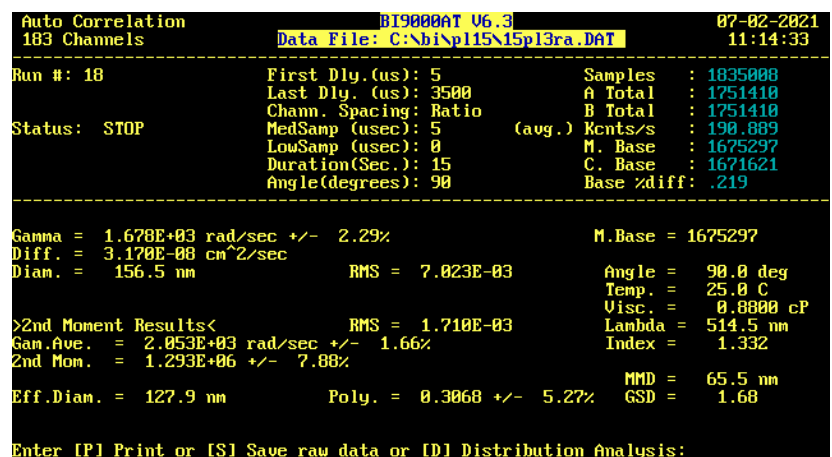 Auto Correlation BI9000AT V6.3 07-02-2021
183 Channels Data File: C:\bi\pl15\15pl3ra.DAT 11:14:33
Run #: 18 First Dly.(us): 5 Samples : 1835008
Last Dly. (us): 3500 A Total : 1751410
Chann. Spacing: Ratio B Total : 1751410
Status: STOP MedSamp (usec): 5 (avg.) Kcnts/s : 190.889
LowSamp (usec): 0 M. Base : 1675297
Duration(Sec.): 15 C. Base : 1671621
Angle(degrees): 90 Base %diff: .219
Gamma = 1.678E+03 rad/sec +/- 2.29% M.Base = 1675297
Diff. = 3.170E-08 cm^2/sec
Diam. = 156.5 nm RMS = 7.023E-03 Angle = 90.0 deg
Temp. = 25.0 C
Visc. = 0.8800 cP
>2nd Moment Results< RMS = 1.710E-03 Lambda = 514.5 nm
Gam.Ave. = 2.053E+03 rad/sec +/- 1.66% Index = 1.332
2nd Mom. = 1.293E+06 +/- 7.88%
MMD = 65.5 nm
Eff.Diam. = 127.9 nm Poly. = 0.3068 +/- 5.27% GSD = 1.68
Enter [P] Print or [S] Save raw data or [D] Distribution Analysis: